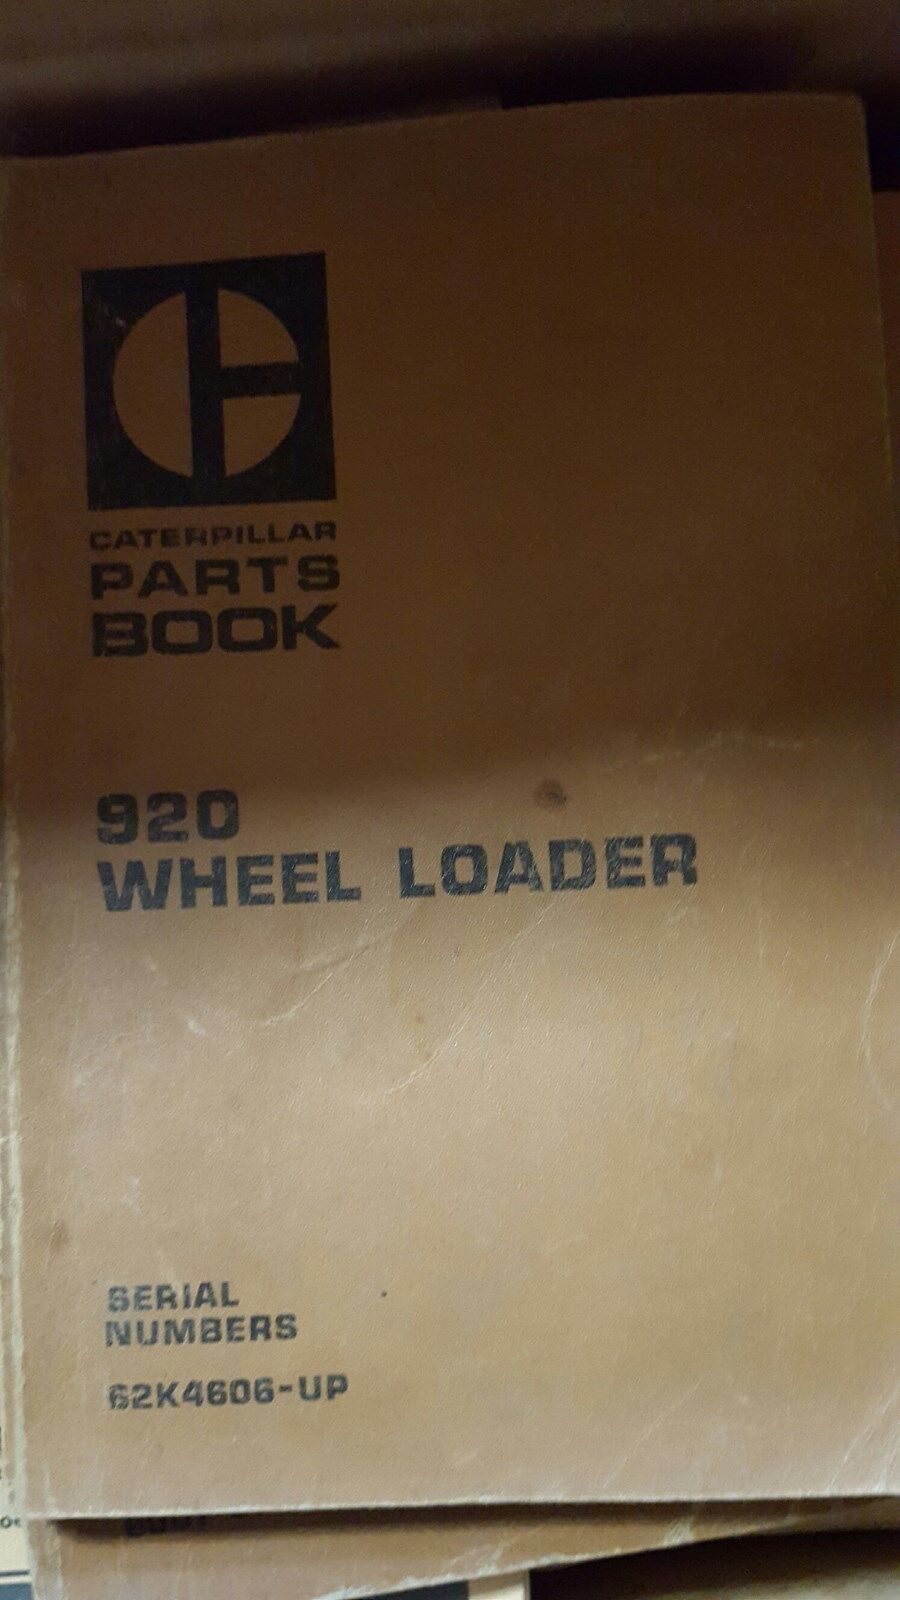 CATERPILLAR
PARTS
BOOK
920
WHEEL LOADER
SERIAL
NUMBERS
62K4606-UP